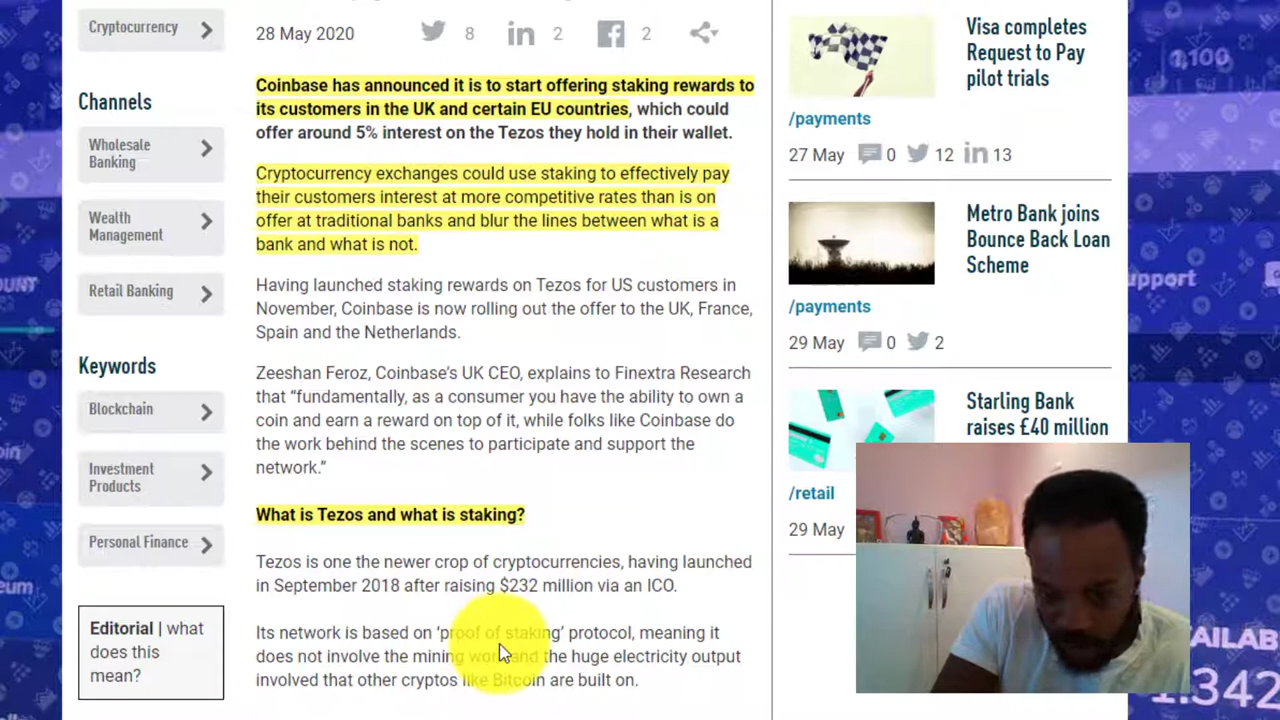 Cryptocurrency
Channels
Wholesale
Banking
Wealth
Management
Retail Banking
Keywords
Blockchain
Investment
Products
Personal Finance
Editorial | what
does this
mean?
28 May 2020
8
2
2
Coinbase has announced it is to start offering staking rewards to
its customers in the UK and certain EU countries, which could
offer around 5% interest on the Tezos they hold in their wallet.
Cryptocurrency exchanges could use staking to effectively pay
their customers interest at more competitive rates than is on
offer at traditional banks and blur the lines between what is a
bank and what is not.
Having launched staking rewards on Tezos for US customers in
November, Coinbase is now rolling out the offer to the UK, France,
Spain and the Netherlands.
Zeeshan Feroz, Coinbase's UK CEO, explains to Finextra Research
that “fundamentally, as a consumer you have the ability to own a
coin and earn a reward on top of it, while folks like Coinbase do
the work behind the scenes to participate and support the
network.”
What is Tezos and what is staking?
Tezos is one the newer crop of cryptocurrencies, having launched
in September 2018 after raising $232 million via an ICO.
Its network is based on ‘proof of staking’ protocol, meaning it
does not involve the mining work and the huge electricity output
involved that other cryptos like Bitcoin are built on.
Visa completes
Request to Pay
pilot trials
/payments
27 May 0 12 13
Metro Bank joins
Bounce Back Loan
Scheme
/payments
29 May 0 2
Starling Bank
raises £40 million
/retail
29 May
1,100
upport
AILAB
1.342
OUNT
oin
eum